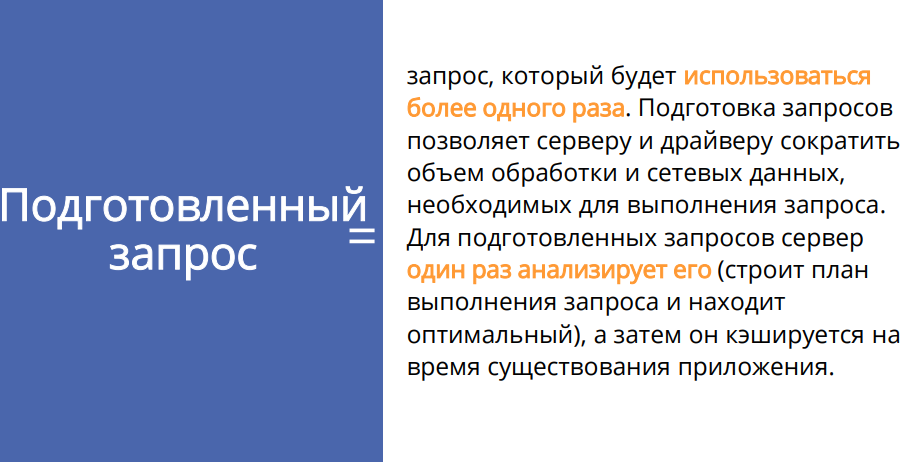 Подготовленный
запрос
запрос, который будет использоваться
более одного раза. Подготовка запросов
позволяет серверу и драйверу сократить
объем обработки и сетевых данных,
необходимых для выполнения запроса.
Для подготовленных запросов сервер
один раз анализирует его (строит план
выполнения запроса и находит
оптимальный), а затем он кэшируется на
время существования приложения.